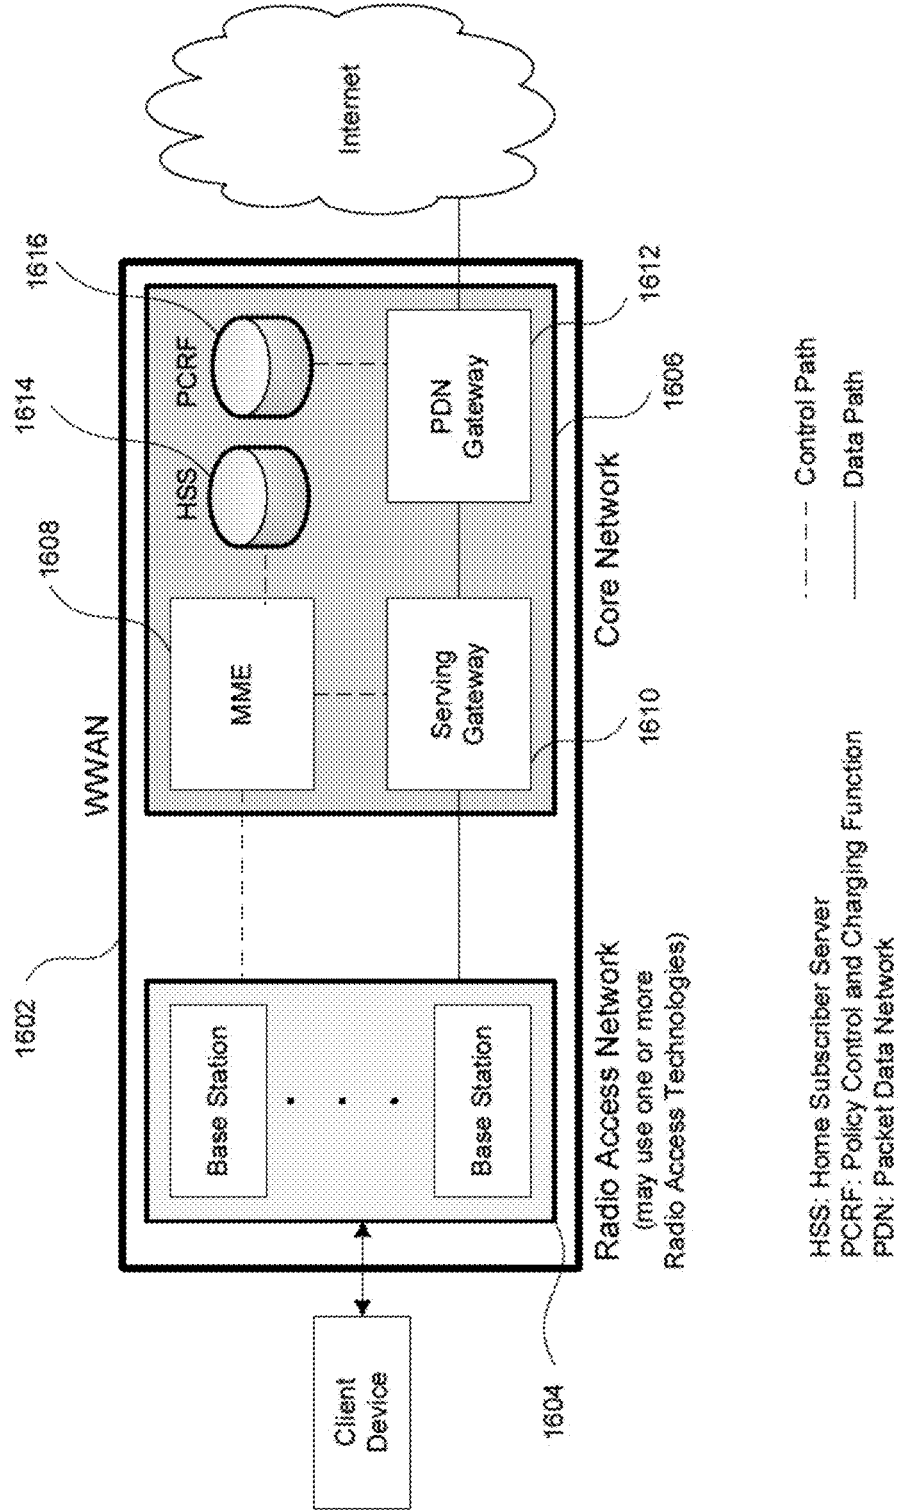 1602
WWAN
1608
1614
1616
HSS
PCRF
MME
Base Station
Base Station
Client
Device
Serving
Gateway
PDN
Gateway
Internet
1604
Radio Access Network
(may use one or more
Radio Access Technologies)
1610
Core Network
1606
1612
HSS: Home Subscriber Server
PCRF: Policy Control and Charging Function
PDN: Packet Data Network
Control Path
Data Path